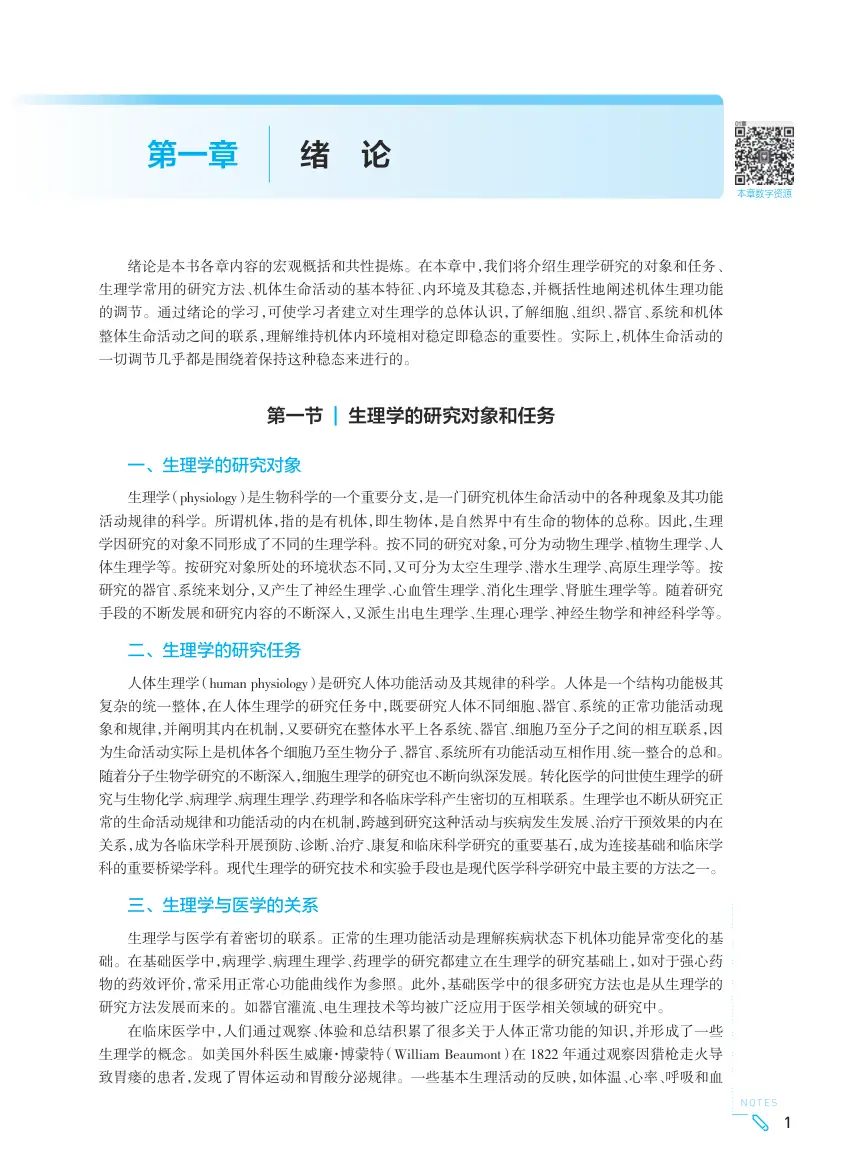 第一章 绪 论
01章
本章数字资源
绪论是本书各章内容的宏观概括和共性提炼。在本章中,我们将介绍生理学研究的对象和任务、
生理学常用的研究方法、机体生命活动的基本特征、内环境及其稳态,并概括性地阐述机体生理功能
的调节。通过绪论的学习,可使学习者建立对生理学的总体认识,了解细胞、组织、器官、系统和机体
整体生命活动之间的联系,理解维持机体内环境相对稳定即稳态的重要性。实际上,机体生命活动的
一切调节几乎都是围绕着保持这种稳态来进行的。
第一节 | 生理学的研究对象和任务
一、生理学的研究对象
生理学(physiology)是生物科学的一个重要分支,是一门研究机体生命活动中的各种现象及其功能
活动规律的科学。所谓机体,指的是有机体,即生物体,是自然界中有生命的物体的总称。因此,生理
学因研究的对象不同形成了不同的生理学科。按不同的研究对象,可分为动物生理学、植物生理学、人
体生理学等。按研究对象所处的环境状态不同,又可分为太空生理学、潜水生理学、高原生理学等。按
研究的器官、系统来划分,又产生了神经生理学、心血管生理学、消化生理学、肾脏生理学等。随着研究
手段的不断发展和研究内容的不断深入,又派生出电生理学、生理心理学、神经生物学和神经科学等。
二、生理学的研究任务
人体生理学(human physiology)是研究人体功能活动及其规律的科学。人体是一个结构功能极其
复杂的统一整体,在人体生理学的研究任务中,既要研究人体不同细胞、器官、系统的正常功能活动现
象和规律,并阐明其内在机制,又要研究在整体水平上各系统、器官、细胞乃至分子之间的相互联系,因
为生命活动实际上是机体各个细胞乃至生物分子、器官、系统所有功能活动互相作用、统一整合的总和。
随着分子生物学研究的不断深入,细胞生理学的研究也不断向纵深发展。转化医学的问世使生理学的研
究与生物化学、病理学、病理生理学、药理学和各临床学科产生密切的互相联系。生理学也不断从研究正
常的生命活动规律和功能活动的内在机制,跨越到研究这种活动与疾病发生发展、治疗干预效果的内在
关系,成为各临床学科开展预防、诊断、治疗、康复和临床科学研究的重要基石,成为连接基础和临床学
科的重要桥梁学科。现代生理学的研究技术和实验手段也是现代医学科学研究中最主要的方法之一。
三、生理学与医学的关系
生理学与医学有着密切的联系。正常的生理功能活动是理解疾病状态下机体功能异常变化的基
础。在基础医学中,病理学、病理生理学、药理学的研究都建立在生理学的研究基础上,如对于强心药
物的药效评价,常采用正常心功能曲线作为参照。此外,基础医学中的很多研究方法也是从生理学的
研究方法发展而来的。如器官灌流、电生理技术等均被广泛应用于医学相关领域的研究中。
在临床医学中,人们通过观察、体验和总结积累了很多关于人体正常功能的知识,并形成了一些
生理学的概念。如美国外科医生威廉·博蒙特(William Beaumont)在 1822 年通过观察因猎枪走火导
致胃瘘的患者,发现了胃体运动和胃酸分泌规律。一些基本生理活动的反映,如体温、心率、呼吸和血
NOTES
1